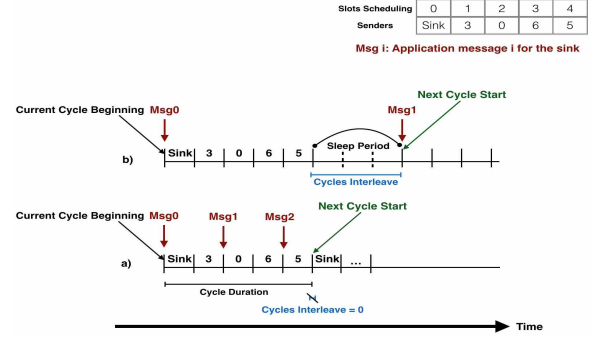 Slots Scheduling 0 1 2 3 4
Senders Sink 3 0 6 5
Msg i: Application message i for the sink
Next Cycle Start
Current Cycle Beginning Msg0 Msg1
Sleep Period
b) Sink 3 0 6 5
Cycles Interleave
Next Cycle Start
Current Cycle Beginning Msg0 Msg1 Msg2
a) Sink 3 0 6 5 Sink ...
Cycle Duration
Cycles Interleave = 0
Time